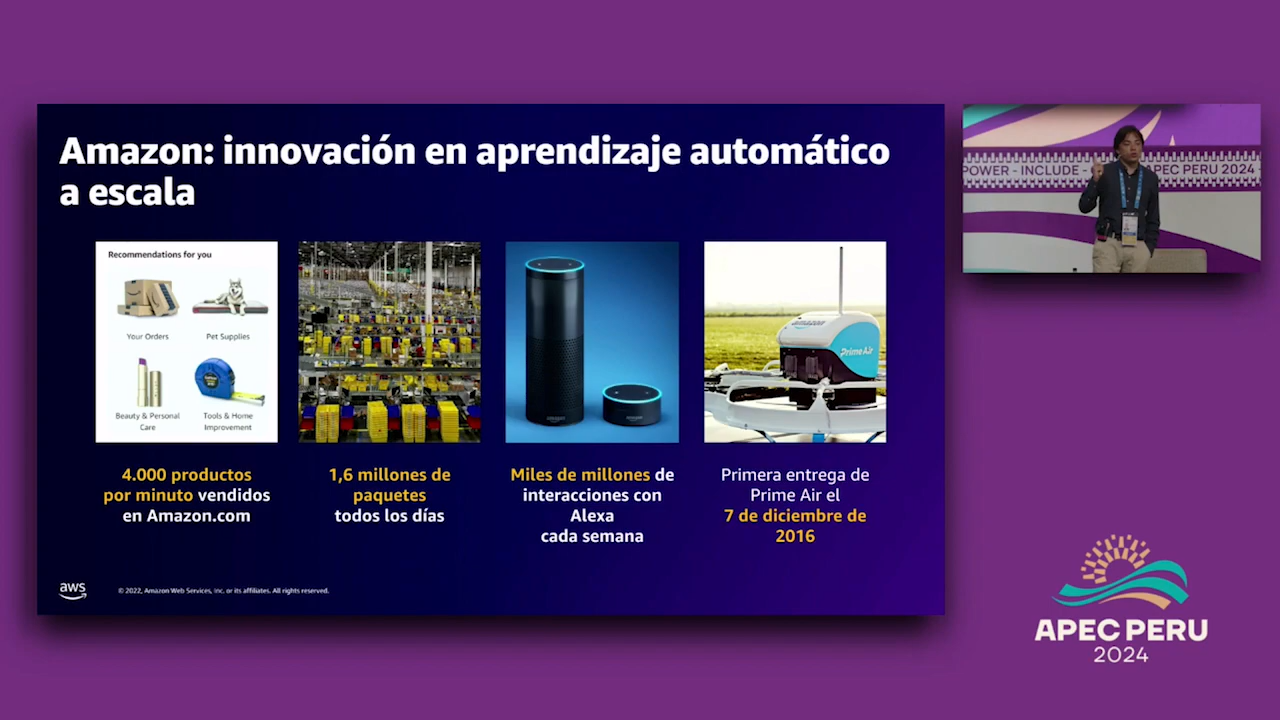 Amazon: innovación en aprendizaje automático
a escala
Recommendations for you
Your Orders
Pet Supplies
Beauty & Personal
Care
Tools & Home
Improvement
amazon
Prime Air
4.000 productos
por minuto vendidos
en Amazon.com
1,6 millones de
paquetes
todos los días
Miles de millones de
interacciones con
Alexa
cada semana
Primera entrega de
Prime Air el
7 de diciembre de
2016
aws
© 2022, Amazon Web Services, Inc. or its affiliates. All rights reserved.
POWER - INCLUDE - APEC PERU 2024
APEC PERU
2024